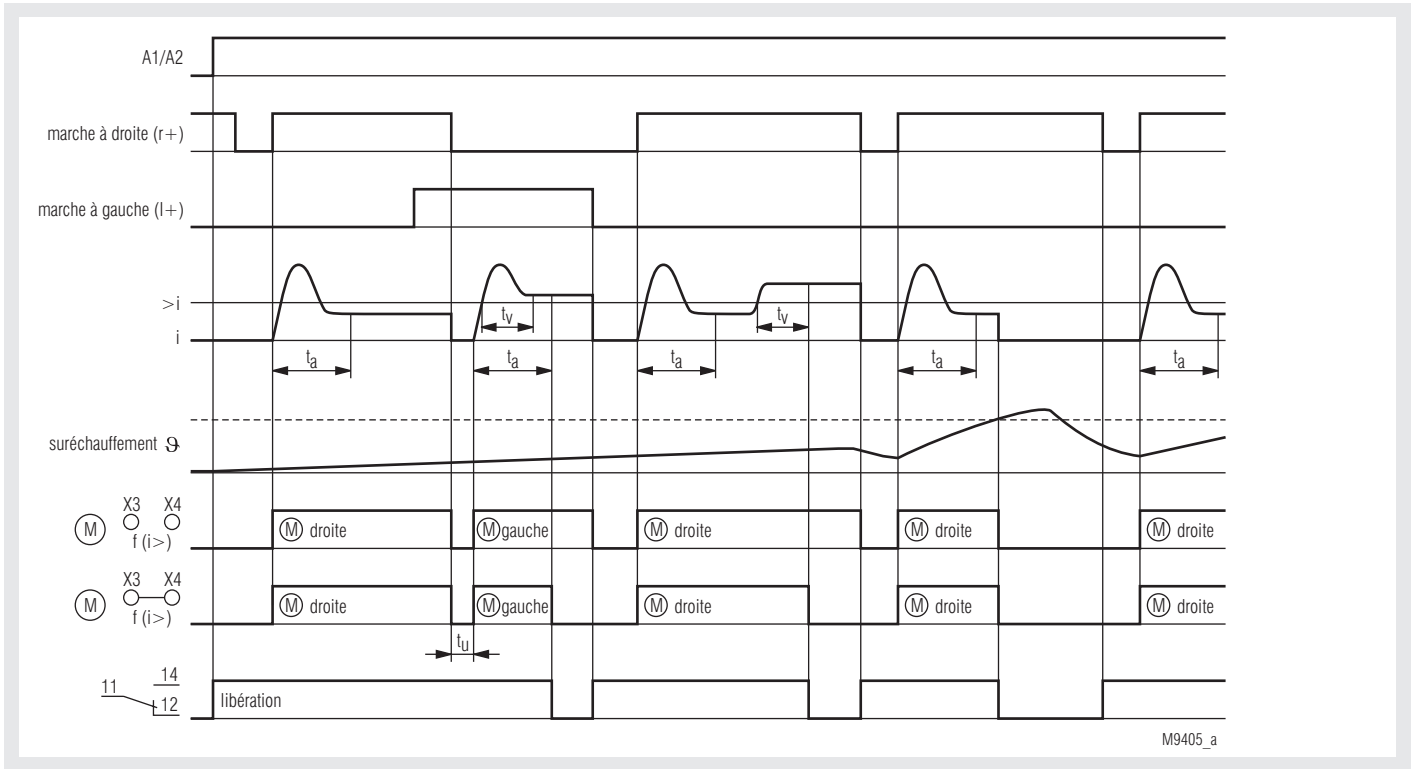 A1/A2
marche à droite (r+)
marche à gauche (l+)
>i
i
ta
tv
ta
ta
tv
ta
ta
suréchauffement ϑ
X3 X4
M
f (i>)
M droite
M gauche
M droite
M droite
M droite
X3 X4
M
f (i>)
M droite
M gauche
M droite
M droite
M droite
tu
11
14
12
libération
M9405_a